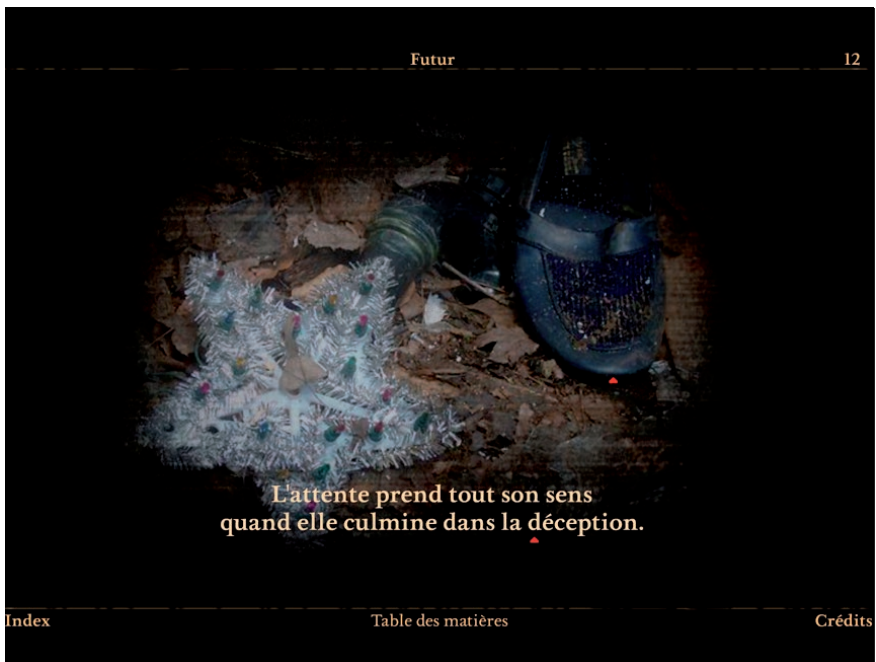 Futur
12
L'attente prend tout son sens
quand elle culmine dans la déception.
Index
Table des matières
Crédits